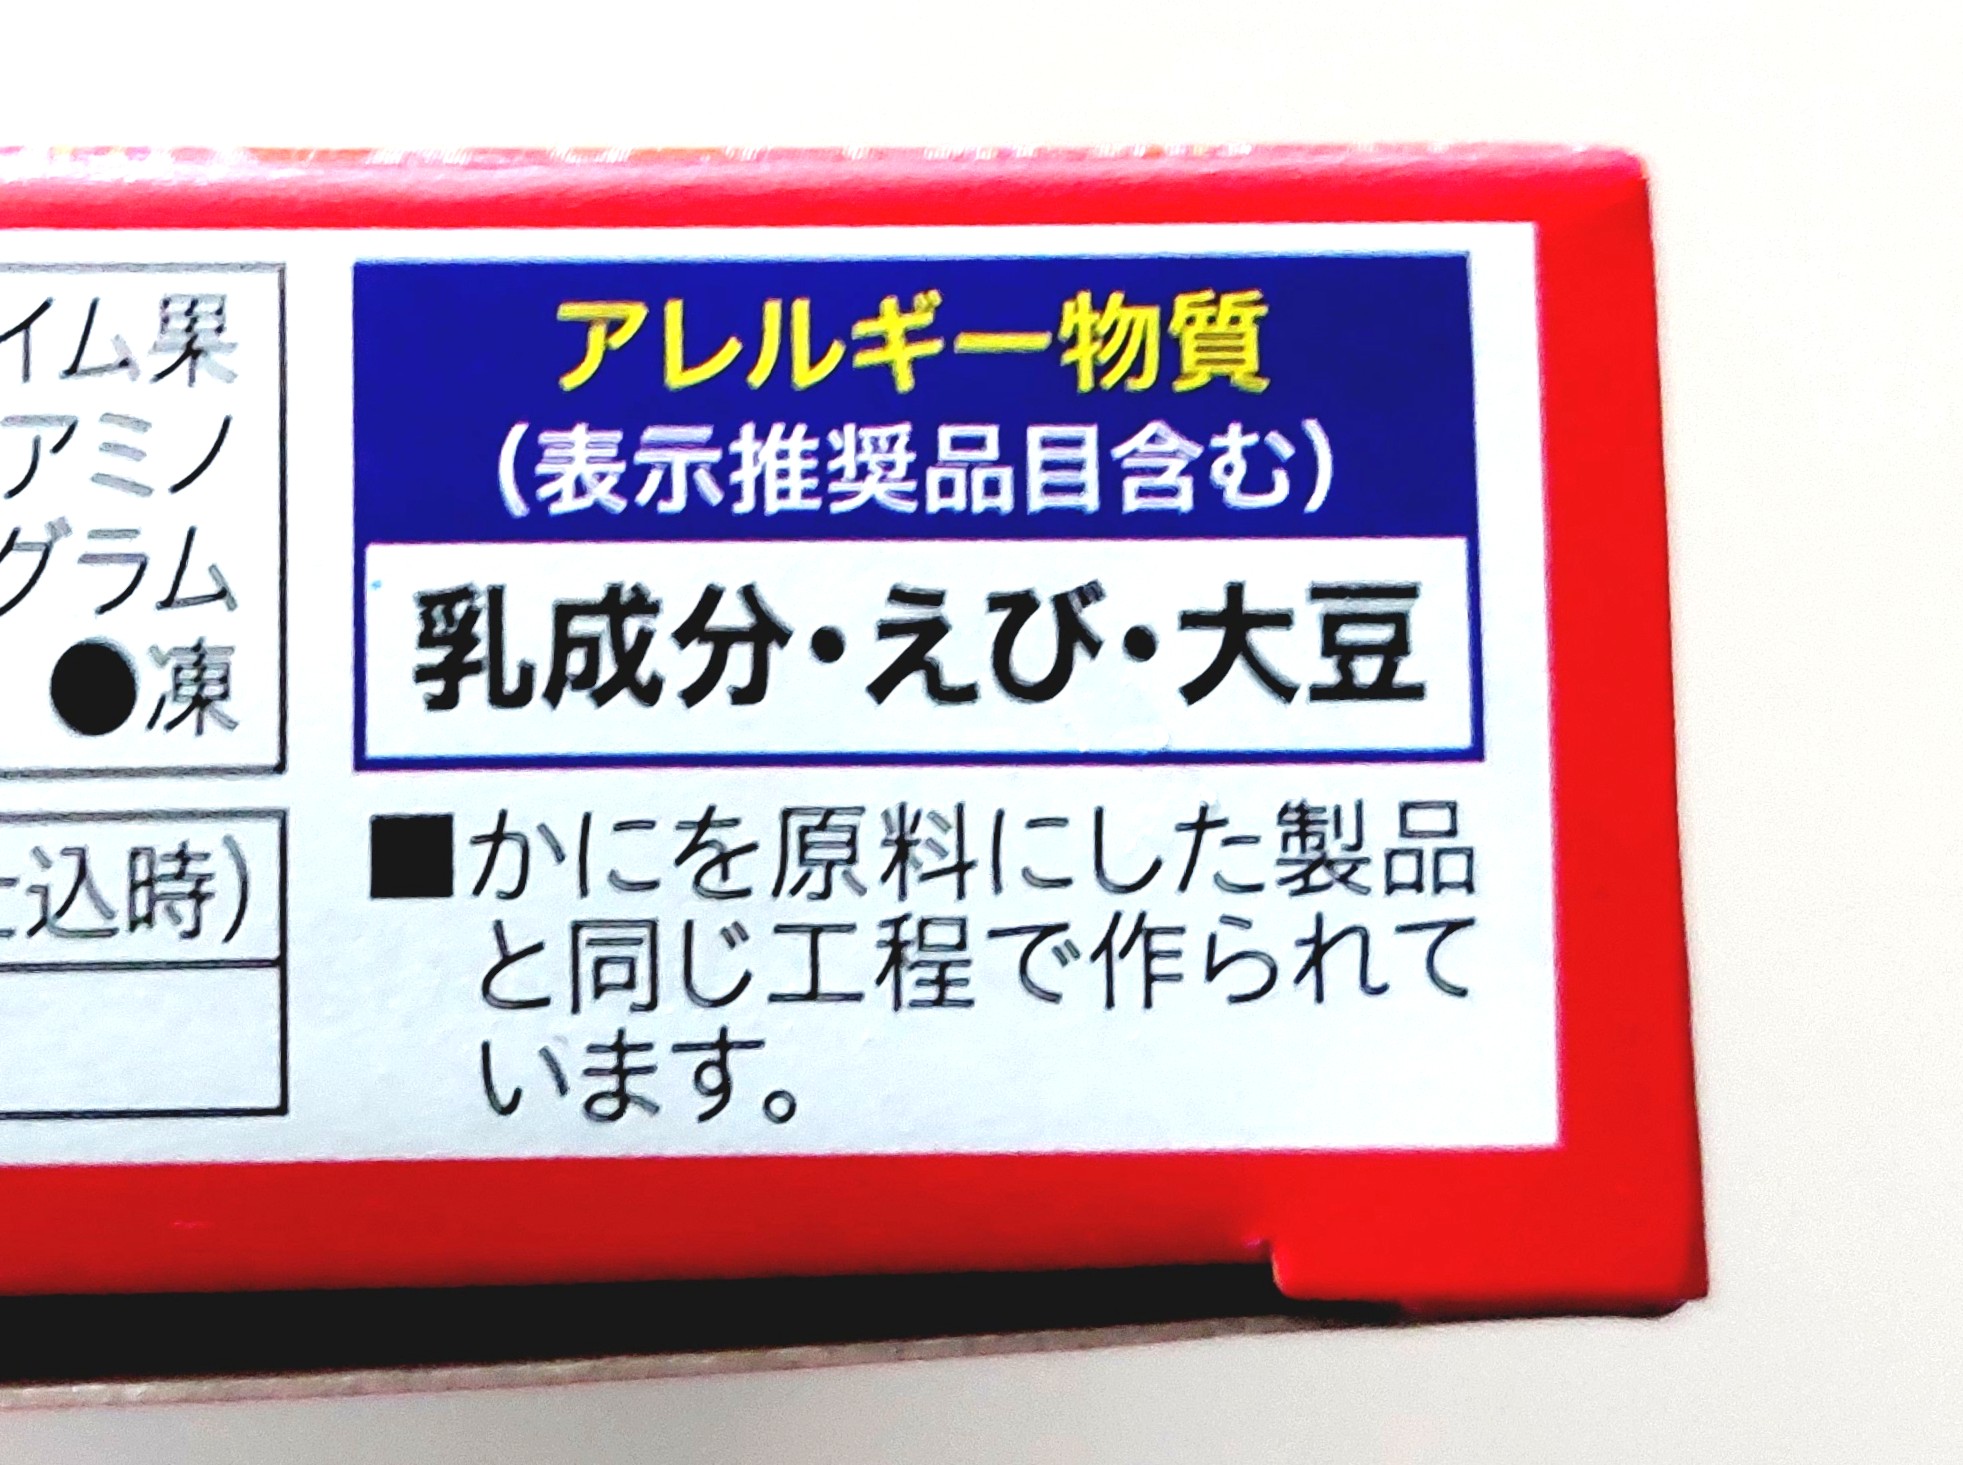 イム果
アミノ
グラム
●凍
込時)
アレルギー物質
(表示推奨品目含む)
乳成分・えび・大豆
■かにを原料にした製品
と同じ工程で作られて
います。